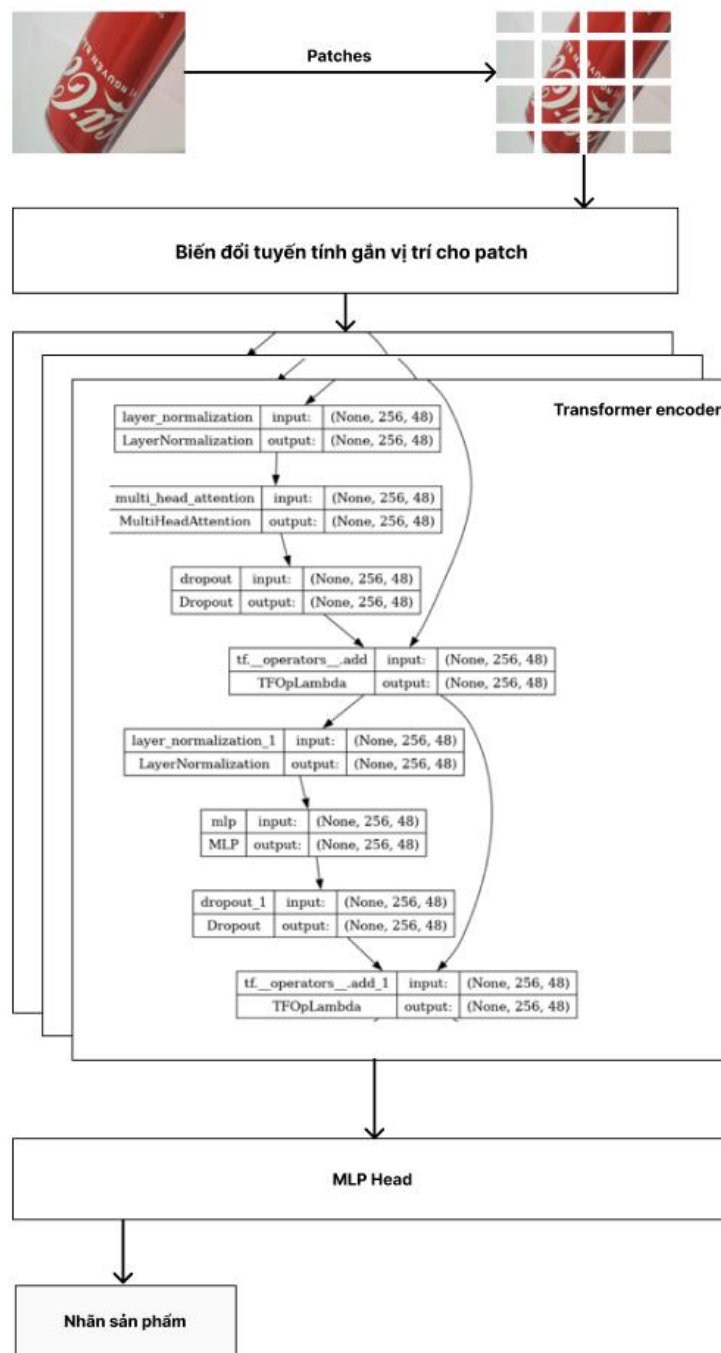 Patches
Biến đổi tuyến tính gắn vị trí cho patch
Transformer encoder
layer_normalization input: (None, 256, 48)
LayerNormalization output: (None, 256, 48)
multi_head_attention input: (None, 256, 48)
MultiHeadAttention output: (None, 256, 48)
dropout input: (None, 256, 48)
Dropout output: (None, 256, 48)
tf.__operators__.add input: (None, 256, 48)
TFOpLambda output: (None, 256, 48)
layer_normalization_1 input: (None, 256, 48)
LayerNormalization output: (None, 256, 48)
mlp input: (None, 256, 48)
MLP output: (None, 256, 48)
dropout_1 input: (None, 256, 48)
Dropout output: (None, 256, 48)
tf.__operators__.add_1 input: (None, 256, 48)
TFOpLambda output: (None, 256, 48)
MLP Head
Nhãn sản phẩm